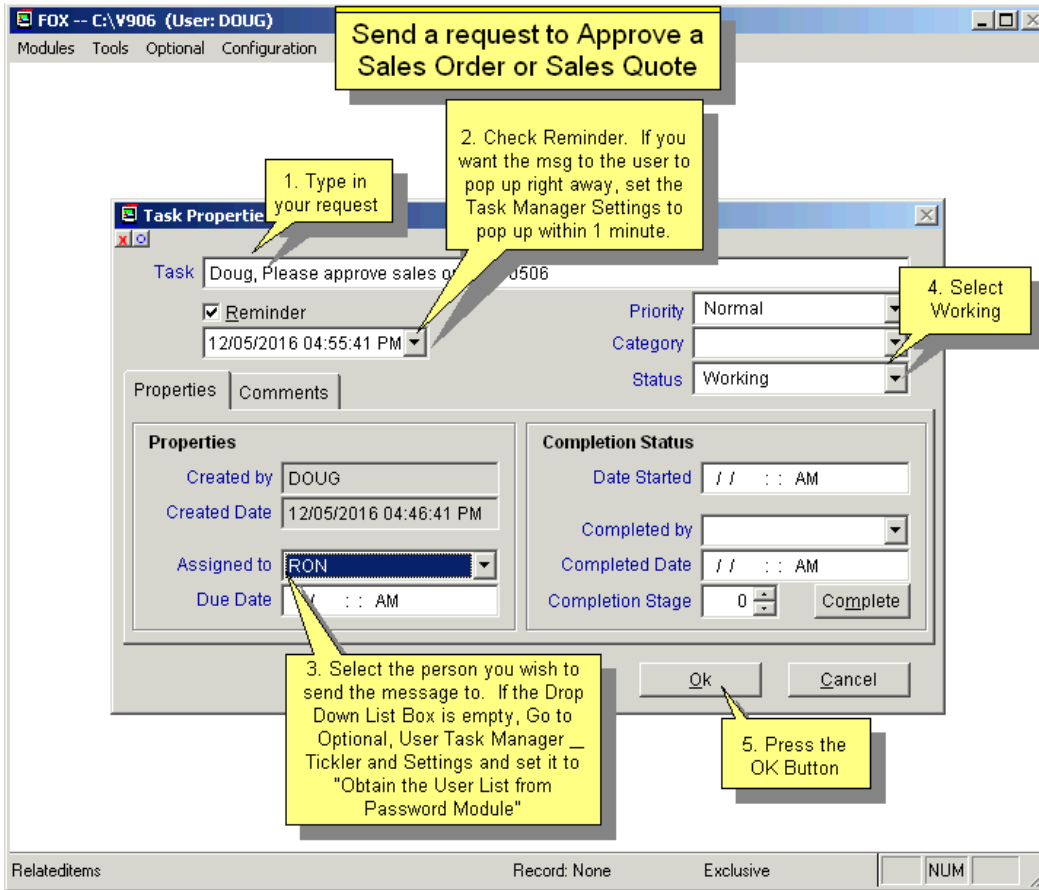 FOX -- C:\V906 (User: DOUG)
Modules Tools Optional Configuration
Send a request to Approve a
Sales Order or Sales Quote
2. Check Reminder. If you
want the msg to the user to
pop up right away, set the
Task Manager Settings to
pop up within 1 minute.
1. Type in
your request
Task Propertie
Task Doug, Please approve sales o 0506
4. Select
Working
Reminder
12/05/2016 04:55:41 PM
Priority Normal
Category
Status Working
Properties Comments
Properties
Created by DOUG
Created Date 12/05/2016 04:46:41 PM
Assigned to RON
Due Date / : : AM
Completion Status
Date Started / / : : AM
Completed by
Completed Date / / : : AM
Completion Stage 0 Complete
3. Select the person you wish to
send the message to. If the Drop
Down List Box is empty, Go to
Optional, User Task Manager _
Tickler and Settings and set it to
"Obtain the User List from
Password Module"
Ok Cancel
5. Press the
OK Button
Relateditems Record: None Exclusive NUM